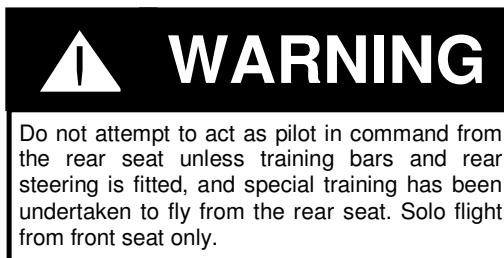 WARNING
Do not attempt to act as pilot in command from
the rear seat unless training bars and rear
steering is fitted, and special training has been
undertaken to fly from the rear seat. Solo flight
from front seat only.